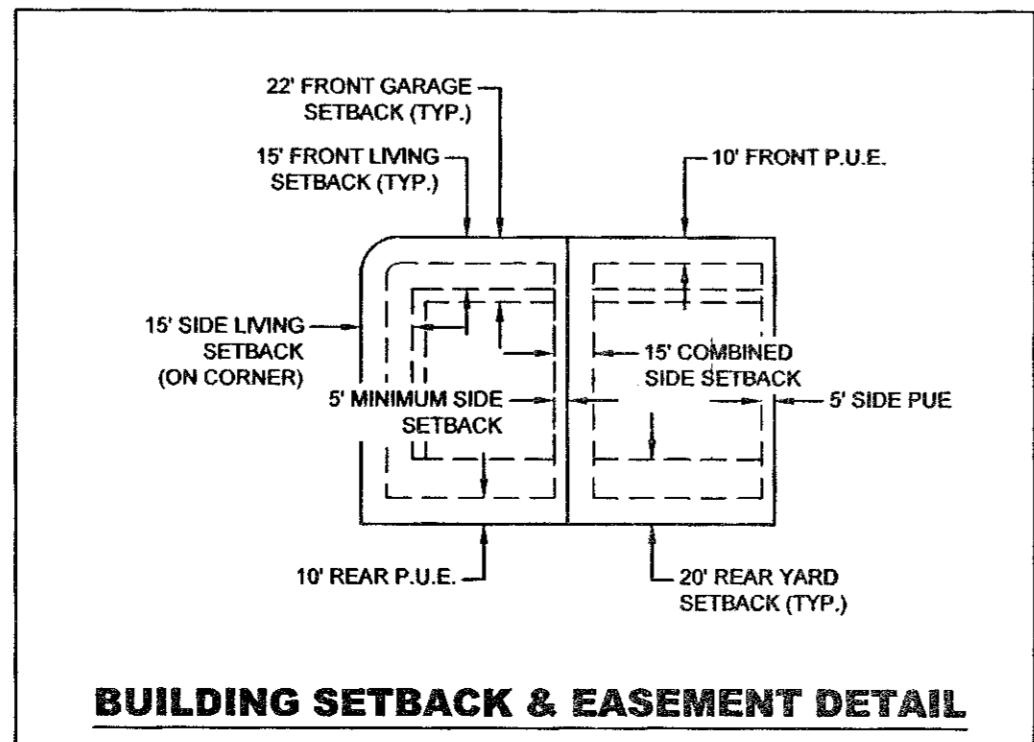 22' FRONT GARAGE
SETBACK (TYP.)
15' FRONT LIVING
SETBACK (TYP.)
10' FRONT P.U.E.
15' SIDE LIVING
SETBACK
(ON CORNER)
15' COMBINED
SIDE SETBACK
5' MINIMUM SIDE
SETBACK
5' SIDE PUE
10' REAR P.U.E.
20' REAR YARD
SETBACK (TYP.)
BUILDING SETBACK & EASEMENT DETAIL